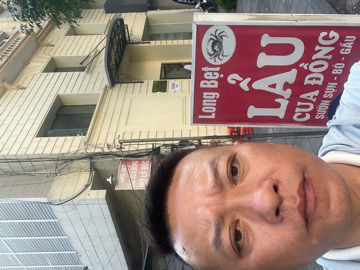 Long Bẹt
LẨU
CUA ĐỒNG
SƯỜN SỤN - BÒ - GẦU